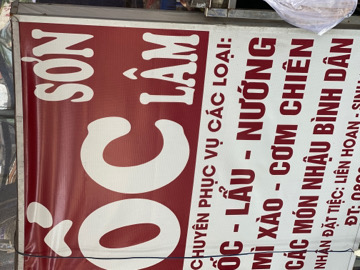 SƠN
LÂM
ỐC
CHUYÊN PHỤC VỤ CÁC LOẠI:
ỐC - LẨU - NƯỚNG
MÌ XÀO - CƠM CHIÊN
CÁC MÓN NHẬU BÌNH DÂN
NHẬN ĐẶT TIỆC: LIÊN HOAN -
ĐT: